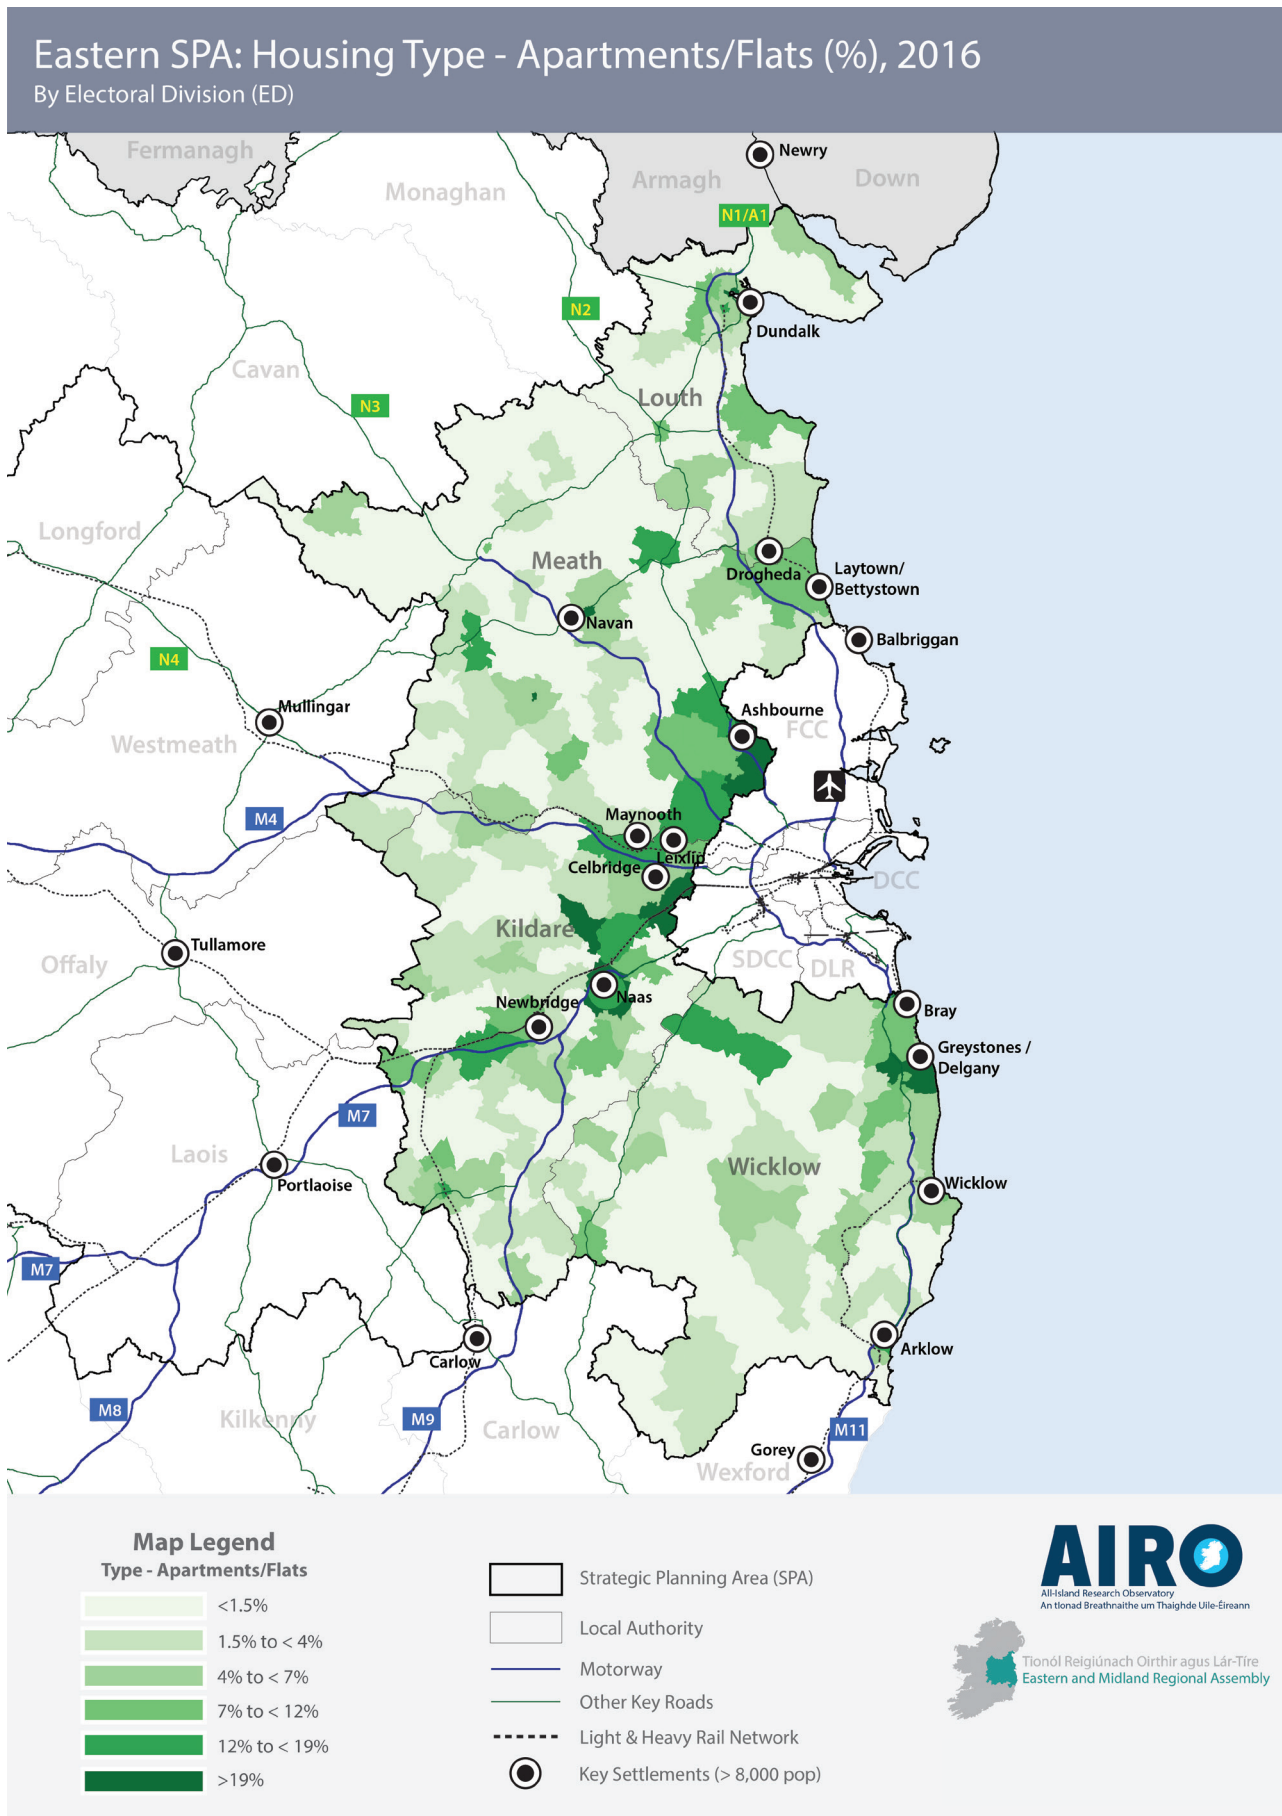 Eastern SPA: Housing Type - Apartments/Flats (%), 2016
By Electoral Division (ED)
Fermanagh
Monaghan
Armagh
Newry
Down
N1/A1
N2
Dundalk
Cavan
N3
Louth
Longford
Meath
Drogheda
Laytown/
Bettystown
Navan
Balbriggan
N4
Mullingar
Westmeath
Ashbourne
FCC
M4
Maynooth
Leixlip
Celbridge
DCC
Kildare
Tullamore
Offaly
SDCC
DLR
Naas
Newbridge
Bray
Greystones /
Delgany
M7
Laois
Portlaoise
Wicklow
Wicklow
M7
Carlow
Arklow
M8
Kilkenny
M9
Carlow
M11
Gorey
Wexford
Map Legend
Type - Apartments/Flats
<1.5%
1.5% to < 4%
4% to < 7%
7% to < 12%
12% to < 19%
>19%
Strategic Planning Area (SPA)
Local Authority
Motorway
Other Key Roads
Light & Heavy Rail Network
Key Settlements (> 8,000 pop)
AIRO
All-Island Research Observatory
An tIonad Breathnaithe um Thaighde Uile-Éireann
Tionól Reigiúnach Oirthir agus Lár-Tíre
Eastern and Midland Regional Assembly